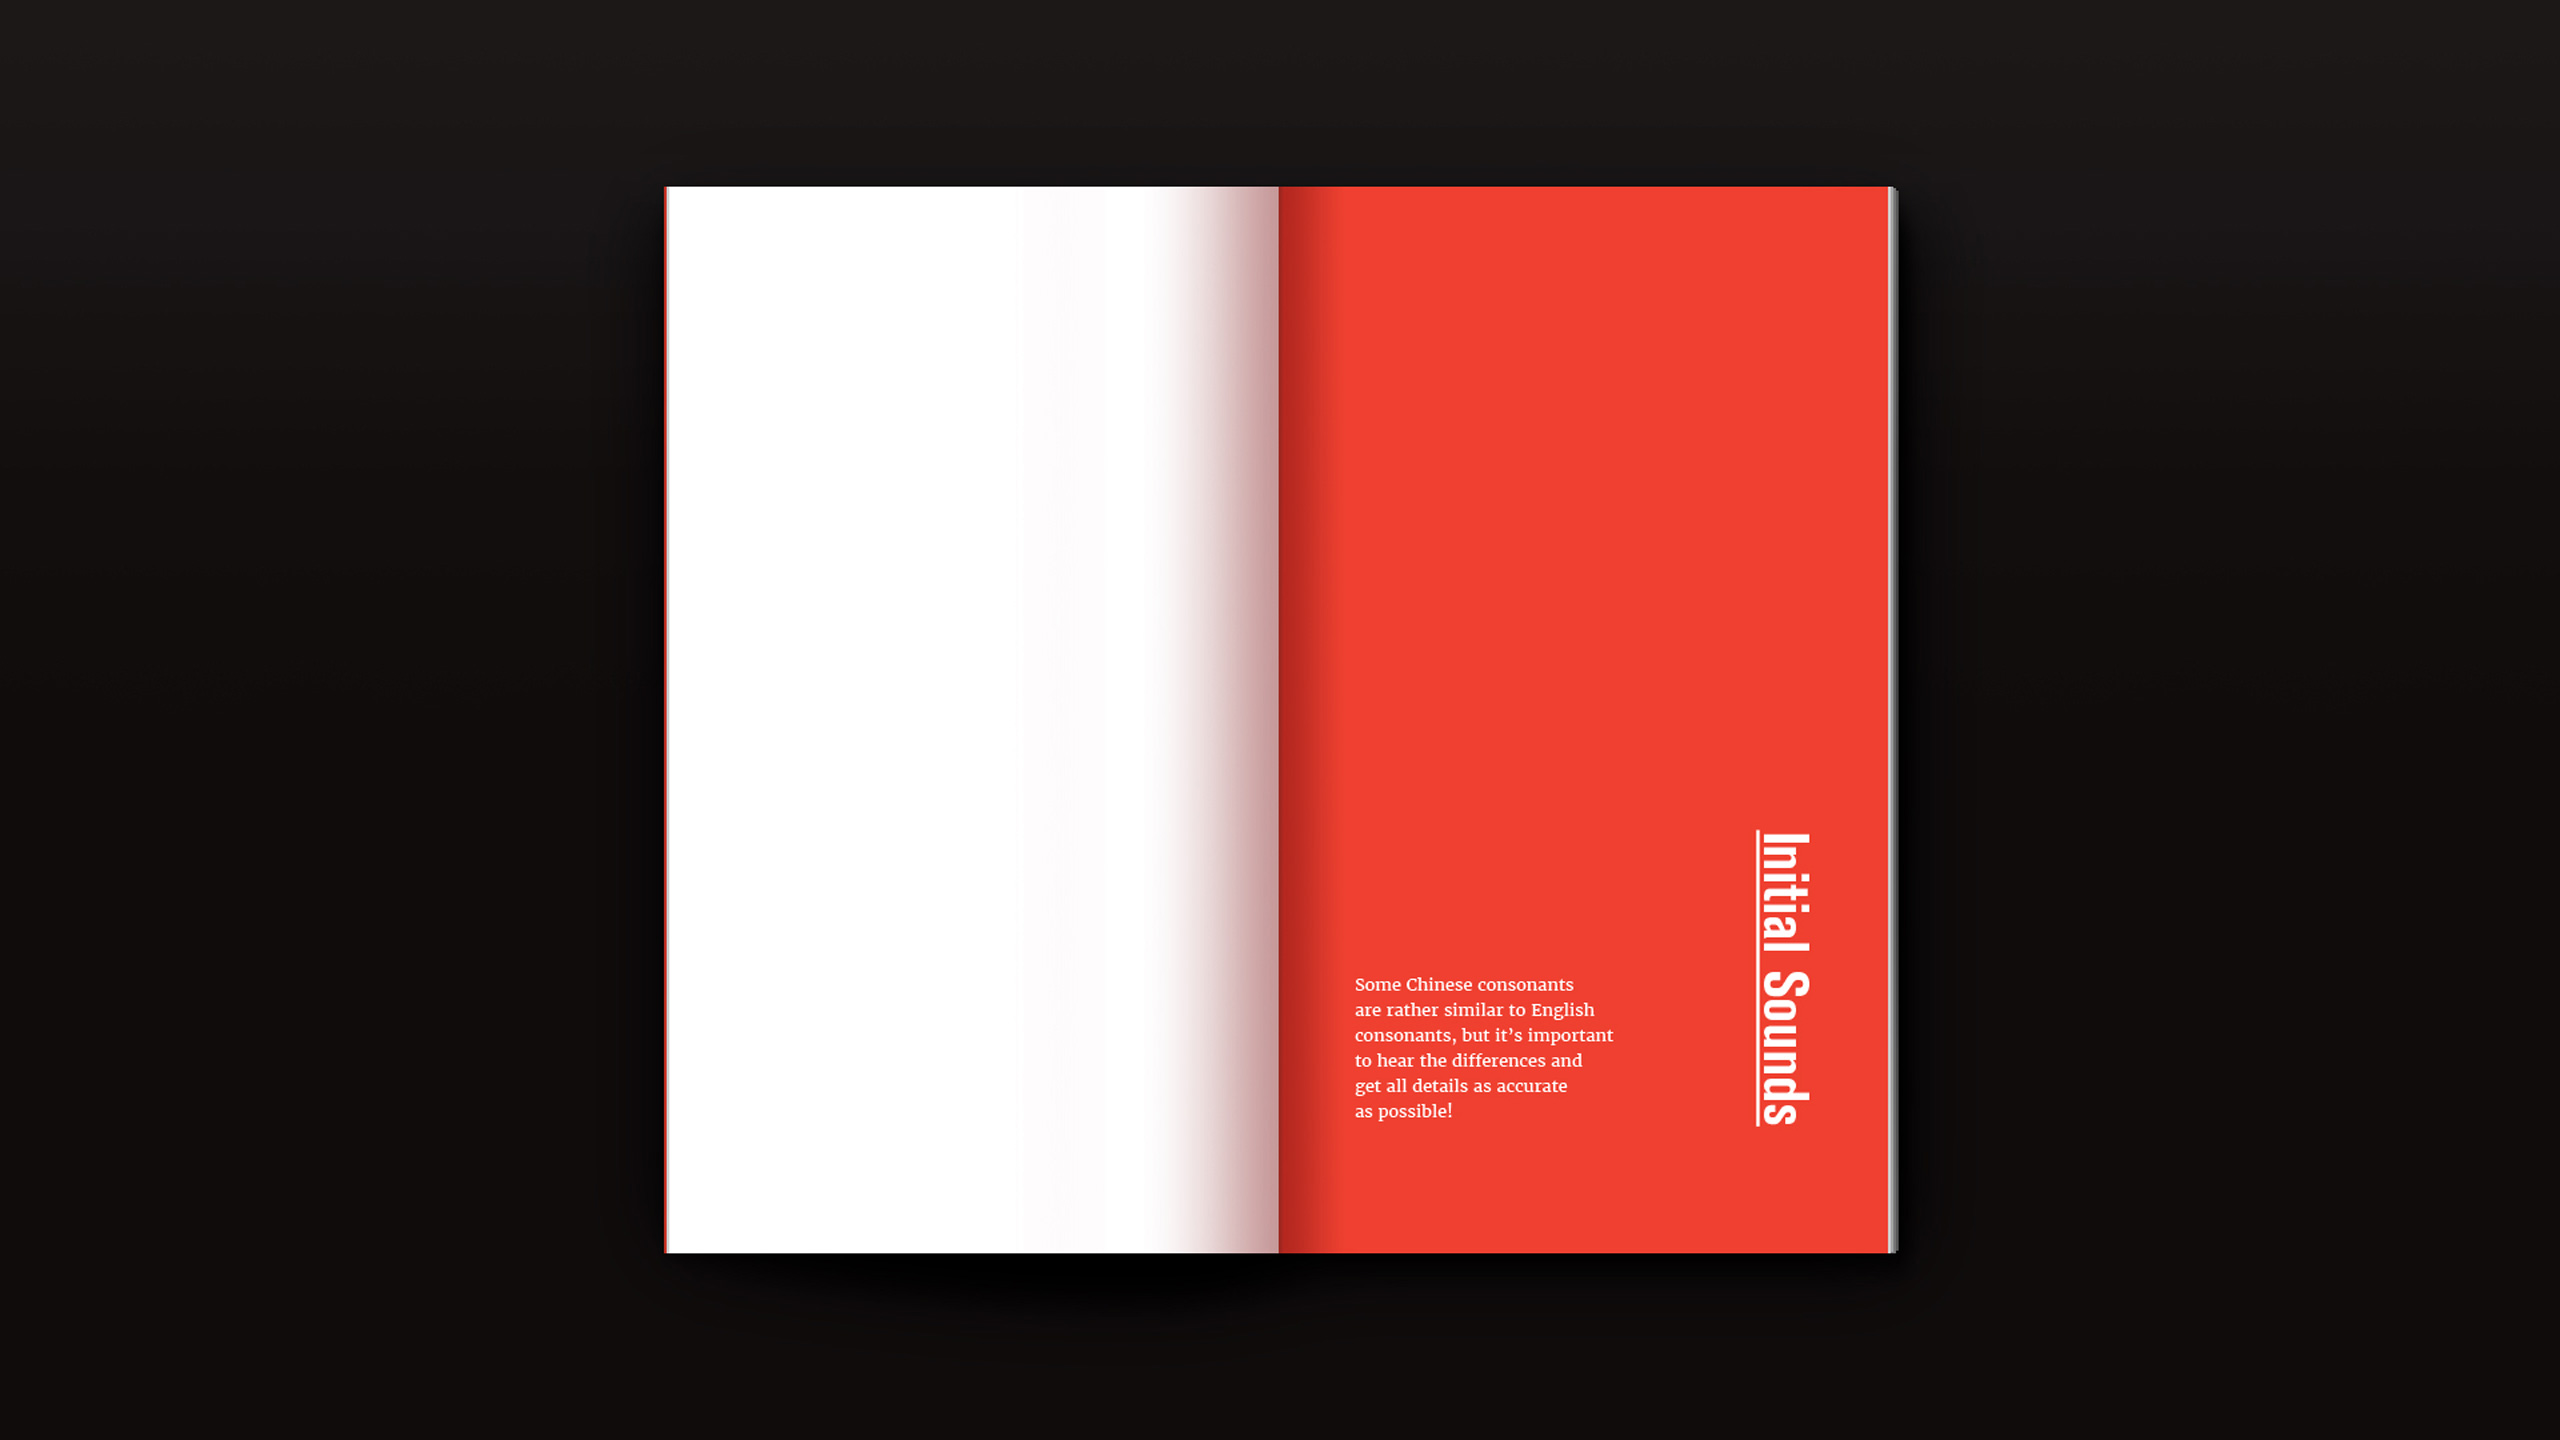 Initial Sounds
Some Chinese consonants
are rather similar to English
consonants, but it’s important
to hear the differences and
get all details as accurate
as possible!